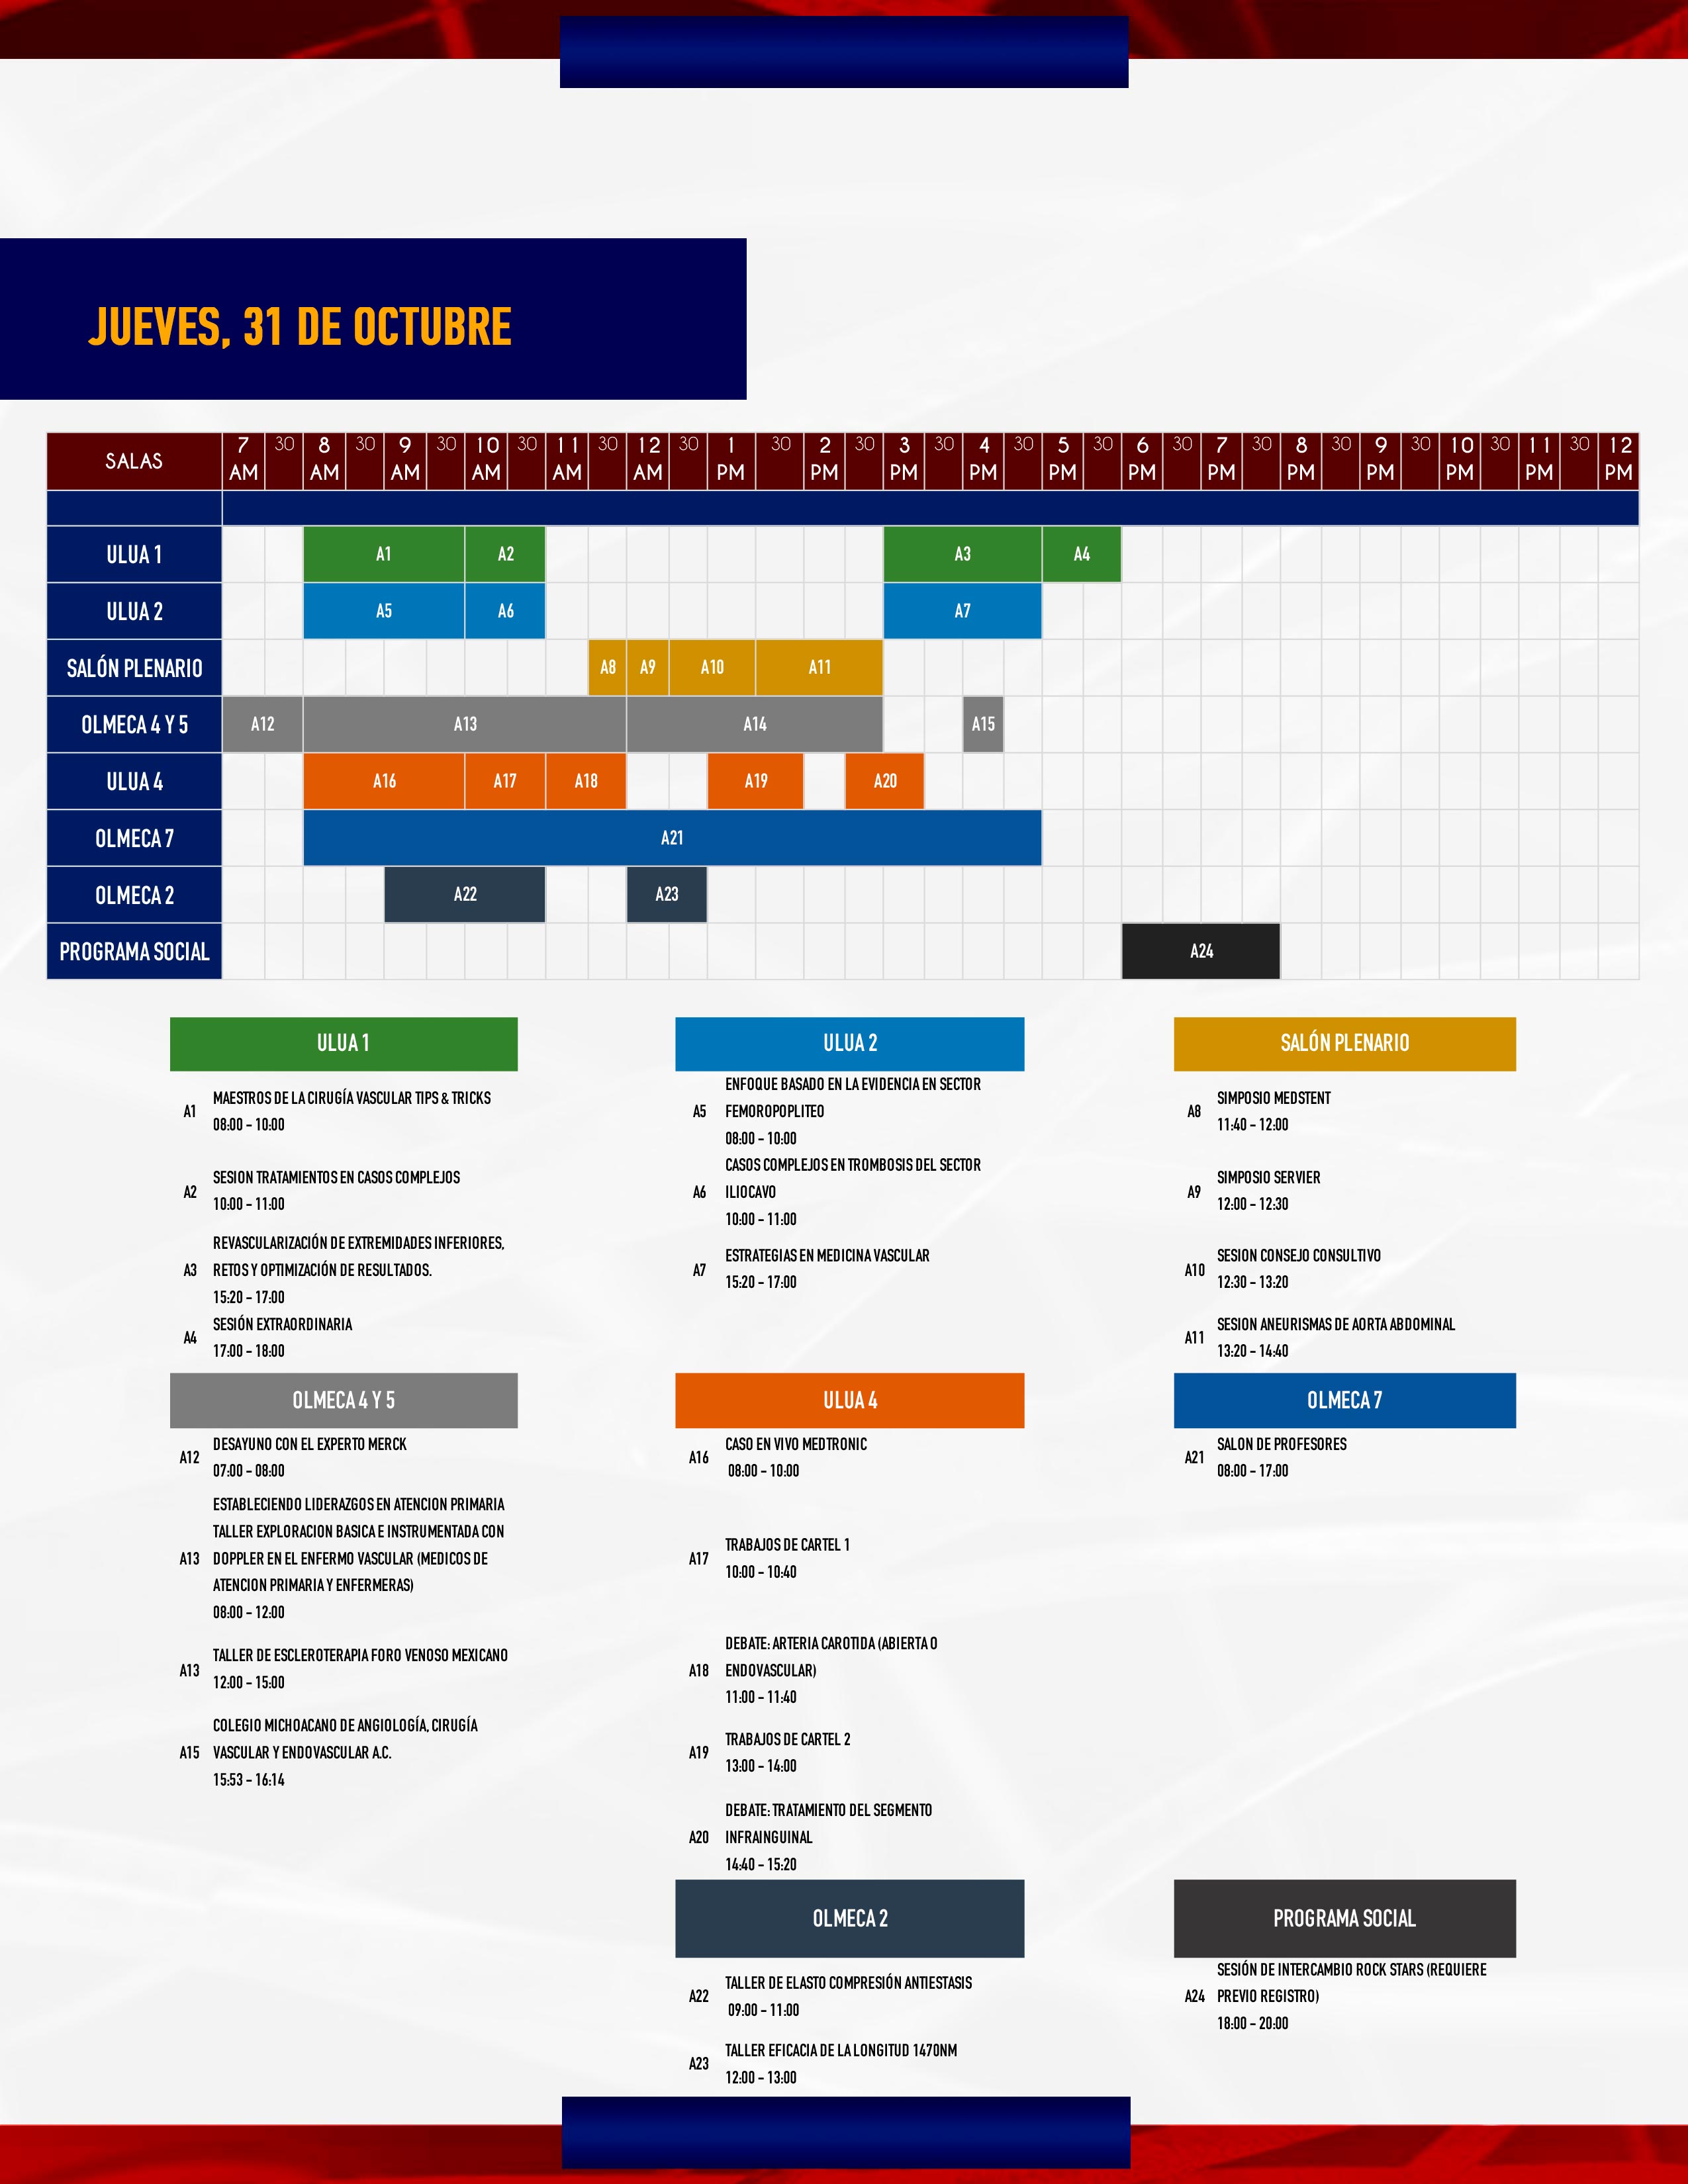 JUEVES, 31 DE OCTUBRE
SALAS 7 AM 30 8 AM 30 9 AM 30 10 AM 30 11 AM 30 12 AM 30 1 PM 30 2 PM 30 3 PM 30 4 PM 30 5 PM 30 6 PM 30 7 PM 30 8 PM 30 9 PM 30 10 PM 30 11 PM 30 12 PM
ULUA 1 A1 A2 A3 A4
ULUA 2 A5 A6 A7
SALÓN PLENARIO A8 A9 A10 A11
OLMECA 4 Y 5 A12 A13 A14 A15
ULUA 4 A16 A17 A18 A19 A20
OLMECA 7 A21
OLMECA 2 A22 A23
PROGRAMA SOCIAL A24
ULUA 1
A1 MAESTROS DE LA CIRUGÍA VASCULAR TIPS & TRICKS
08:00 - 10:00
A2 SESION TRATAMIENTOS EN CASOS COMPLEJOS
10:00 - 11:00
A3 REVASCULARIZACIÓN DE EXTREMIDADES INFERIORES,
RETOS Y OPTIMIZACIÓN DE RESULTADOS.
15:20 - 17:00
A4 SESIÓN EXTRAORDINARIA
17:00 - 18:00
ULUA 2
A5 ENFOQUE BASADO EN LA EVIDENCIA EN SECTOR
FEMOROPOPLITEO
08:00 - 10:00
A6 CASOS COMPLEJOS EN TROMBOSIS DEL SECTOR
ILIOCAVO
10:00 - 11:00
A7 ESTRATEGIAS EN MEDICINA VASCULAR
15:20 - 17:00
SALÓN PLENARIO
A8 SIMPOSIO MEDSTENT
11:40 - 12:00
A9 SIMPOSIO SERVIER
12:00 - 12:30
A10 SESION CONSEJO CONSULTIVO
12:30 - 13:20
A11 SESION ANEURISMAS DE AORTA ABDOMINAL
13:20 - 14:40
OLMECA 4 Y 5
A12 DESAYUNO CON EL EXPERTO MERCK
07:00 - 08:00
A13 ESTABLECIENDO LIDERAZGOS EN ATENCION PRIMARIA
TALLER EXPLORACION BASICA E INSTRUMENTADA CON
DOPPLER EN EL ENFERMO VASCULAR (MEDICOS DE
ATENCION PRIMARIA Y ENFERMERAS)
08:00 - 12:00
A13 TALLER DE ESCLEROTERAPIA FORO VENOSO MEXICANO
12:00 - 15:00
A15 COLEGIO MICHOACANO DE ANGIOLOGÍA, CIRUGÍA
VASCULAR Y ENDOVASCULAR A.C.
15:53 - 16:14
ULUA 4
A16 CASO EN VIVO MEDTRONIC
08:00 - 10:00
A17 TRABAJOS DE CARTEL 1
10:00 - 10:40
A18 DEBATE: ARTERIA CAROTIDA (ABIERTA O
ENDOVASCULAR)
11:00 - 11:40
A19 TRABAJOS DE CARTEL 2
13:00 - 14:00
A20 DEBATE: TRATAMIENTO DEL SEGMENTO
INFRAINGUINAL
14:40 - 15:20
OLMECA 7
A21 SALON DE PROFESORES
08:00 - 17:00
OLMECA 2
A22 TALLER DE ELASTO COMPRESIÓN ANTIESTASIS
09:00 - 11:00
A23 TALLER EFICACIA DE LA LONGITUD 1470NM
12:00 - 13:00
PROGRAMA SOCIAL
A24 SESIÓN DE INTERCAMBIO ROCK STARS (REQUIERE
PREVIO REGISTRO)
18:00 - 20:00